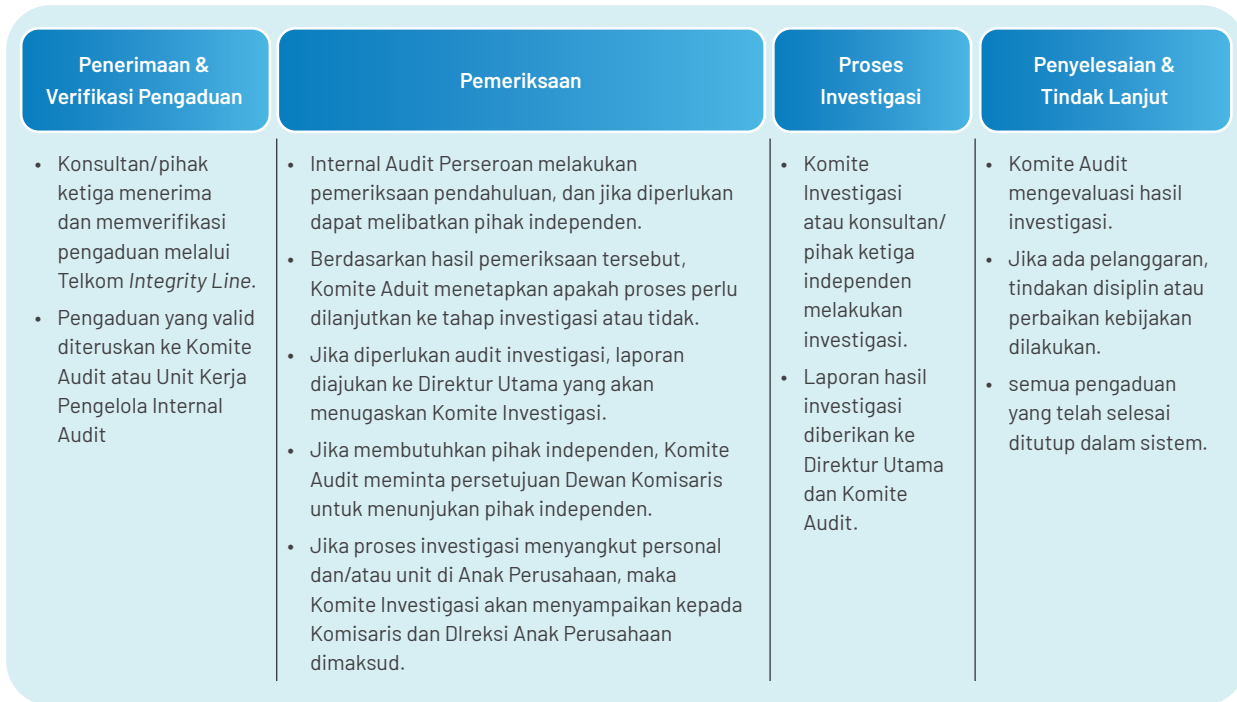 Penerimaan &
Verifikasi Pengaduan
• Konsultan/pihak
ketiga menerima
dan memverifikasi
pengaduan melalui
Telkom Integrity Line.
• Pengaduan yang valid
diteruskan ke Komite
Audit atau Unit Kerja
Pengelola Internal
Audit
Pemeriksaan
• Internal Audit Perseroan melakukan
pemeriksaan pendahuluan, dan jika diperlukan
dapat melibatkan pihak independen.
• Berdasarkan hasil pemeriksaan tersebut,
Komite Aduit menetapkan apakah proses perlu
dilanjutkan ke tahap investigasi atau tidak.
• Jika diperlukan audit investigasi, laporan
diajukan ke Direktur Utama yang akan
menugaskan Komite Investigasi.
• Jika membutuhkan pihak independen, Komite
Audit meminta persetujuan Dewan Komisaris
untuk menunjukan pihak independen.
• Jika proses investigasi menyangkut personal
dan/atau unit di Anak Perusahaan, maka
Komite Investigasi akan menyampaikan kepada
Komisaris dan DIreksi Anak Perusahaan
dimaksud.
Proses
Investigasi
• Komite
Investigasi
atau konsultan/
pihak ketiga
independen
melakukan
investigasi.
• Laporan hasil
investigasi
diberikan ke
Direktur Utama
dan Komite
Audit.
Penyelesaian &
Tindak Lanjut
• Komite Audit
mengevaluasi hasil
investigasi.
• Jika ada pelanggaran,
tindakan disiplin atau
perbaikan kebijakan
dilakukan.
• semua pengaduan
yang telah selesai
ditutup dalam sistem.